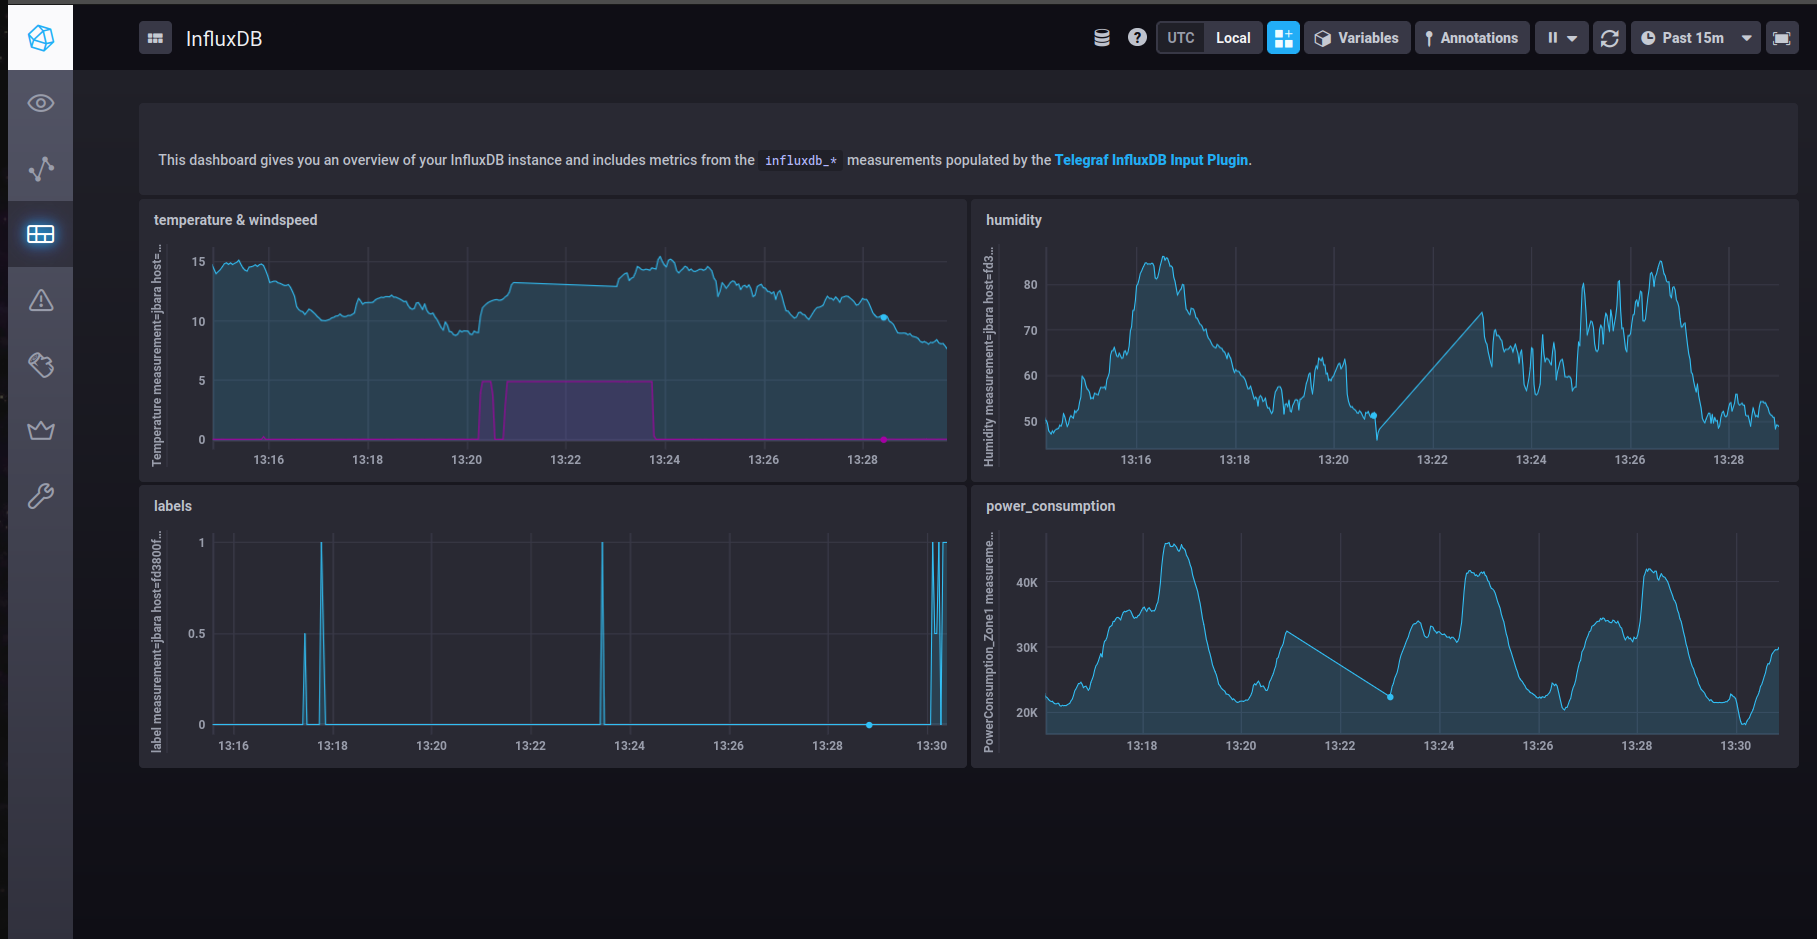 InfluxDB
UTC Local Variables Annotations Past 15m
This dashboard gives you an overview of your InfluxDB instance and includes metrics from the influxdb_* measurements populated by the Telegraf InfluxDB Input Plugin.
temperature & windspeed
Temperature measurement=jbara host=...
15
10
5
0
13:16 13:18 13:20 13:22 13:24 13:26 13:28
humidity
Humidity measurement=jbara host=fd3...
80
70
60
50
13:16 13:18 13:20 13:22 13:24 13:26 13:28
labels
label measurement=jbara host=fd3800f...
1
0.5
0
13:16 13:18 13:20 13:22 13:24 13:26 13:28 13:30
power_consumption
PowerConsumption_Zone1 measureme...
40K
30K
20K
13:18 13:20 13:22 13:24 13:26 13:28 13:30